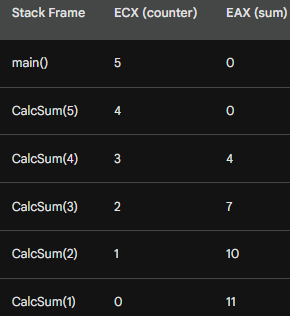 Stack Frame ECX (counter) EAX (sum)
main() 5 0
CalcSum(5) 4 0
CalcSum(4) 3 4
CalcSum(3) 2 7
CalcSum(2) 1 10
CalcSum(1) 0 11